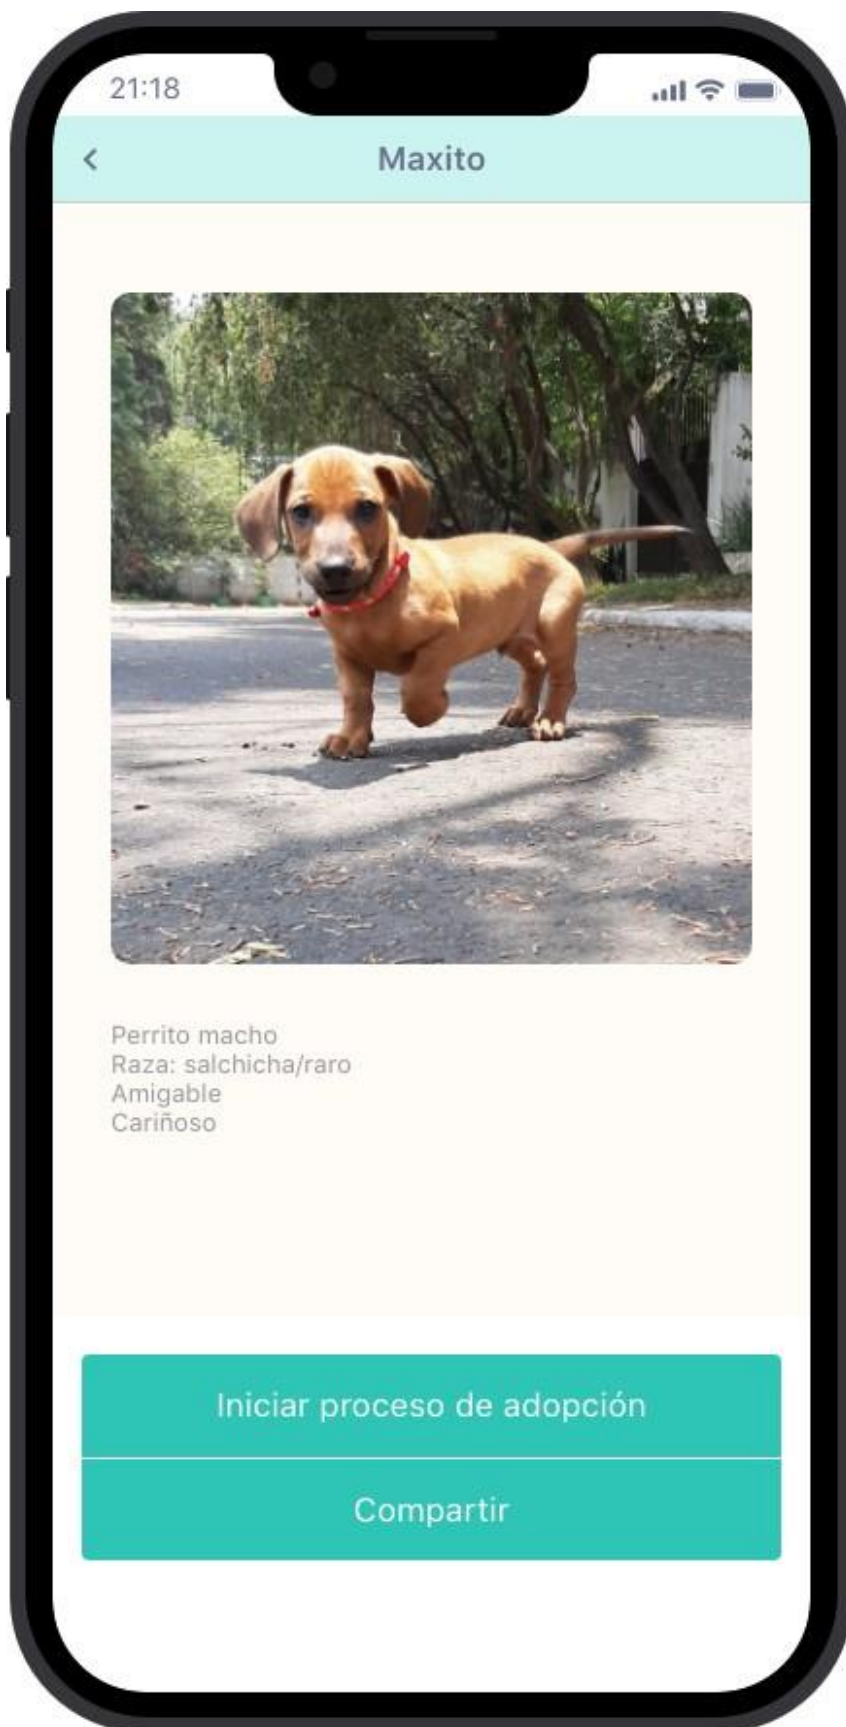 21:18
Maxito
Perrito macho
Raza: salchicha/raro
Amigable
Cariñoso
Iniciar proceso de adopción
Compartir